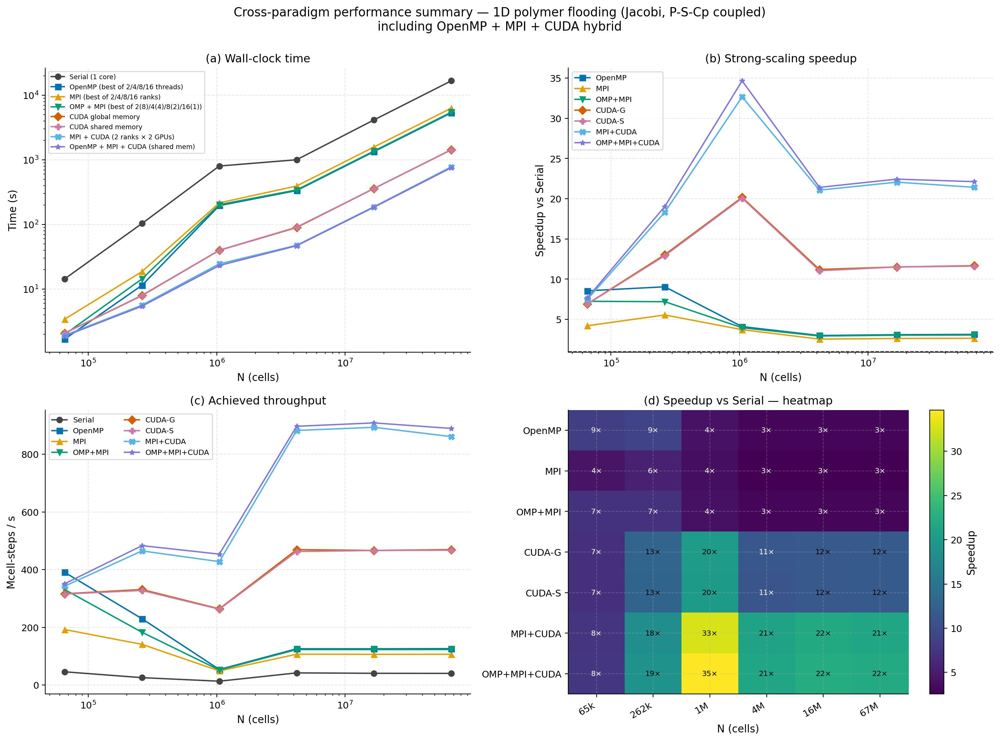 Cross-paradigm performance summary — 1D polymer flooding (Jacobi, P-S-Cp coupled)
including OpenMP + MPI + CUDA hybrid
(a) Wall-clock time
Serial (1 core)
OpenMP (best of 2/4/8/16 threads)
MPI (best of 2/4/8/16 ranks)
OMP + MPI (best of 2(8)/4(4)/8(2)/16(1))
CUDA global memory
CUDA shared memory
MPI + CUDA (2 ranks × 2 GPUs)
OpenMP + MPI + CUDA (shared mem)
Time (s)
10⁴
10³
10²
10¹
10⁵ 10⁶ 10⁷
N (cells)
(b) Strong-scaling speedup
OpenMP
MPI
OMP+MPI
CUDA-G
CUDA-S
MPI+CUDA
OMP+MPI+CUDA
Speedup vs Serial
35
30
25
20
15
10
5
10⁵ 10⁶ 10⁷
N (cells)
(c) Achieved throughput
Serial
OpenMP
MPI
OMP+MPI
CUDA-G
CUDA-S
MPI+CUDA
OMP+MPI+CUDA
Mcell-steps / s
800
600
400
200
0
10⁵ 10⁶ 10⁷
N (cells)
(d) Speedup vs Serial — heatmap
OpenMP 9× 9× 4× 3× 3× 3×
MPI 4× 6× 4× 3× 3× 3×
OMP+MPI 7× 7× 4× 3× 3× 3×
CUDA-G 7× 13× 20× 11× 12× 12×
CUDA-S 7× 13× 20× 11× 12× 12×
MPI+CUDA 8× 18× 33× 21× 22× 21×
OMP+MPI+CUDA 8× 19× 35× 21× 22× 22×
65k 262k 1M 4M 16M 67M
N (cells)
30
25
20
15
10
5
Speedup